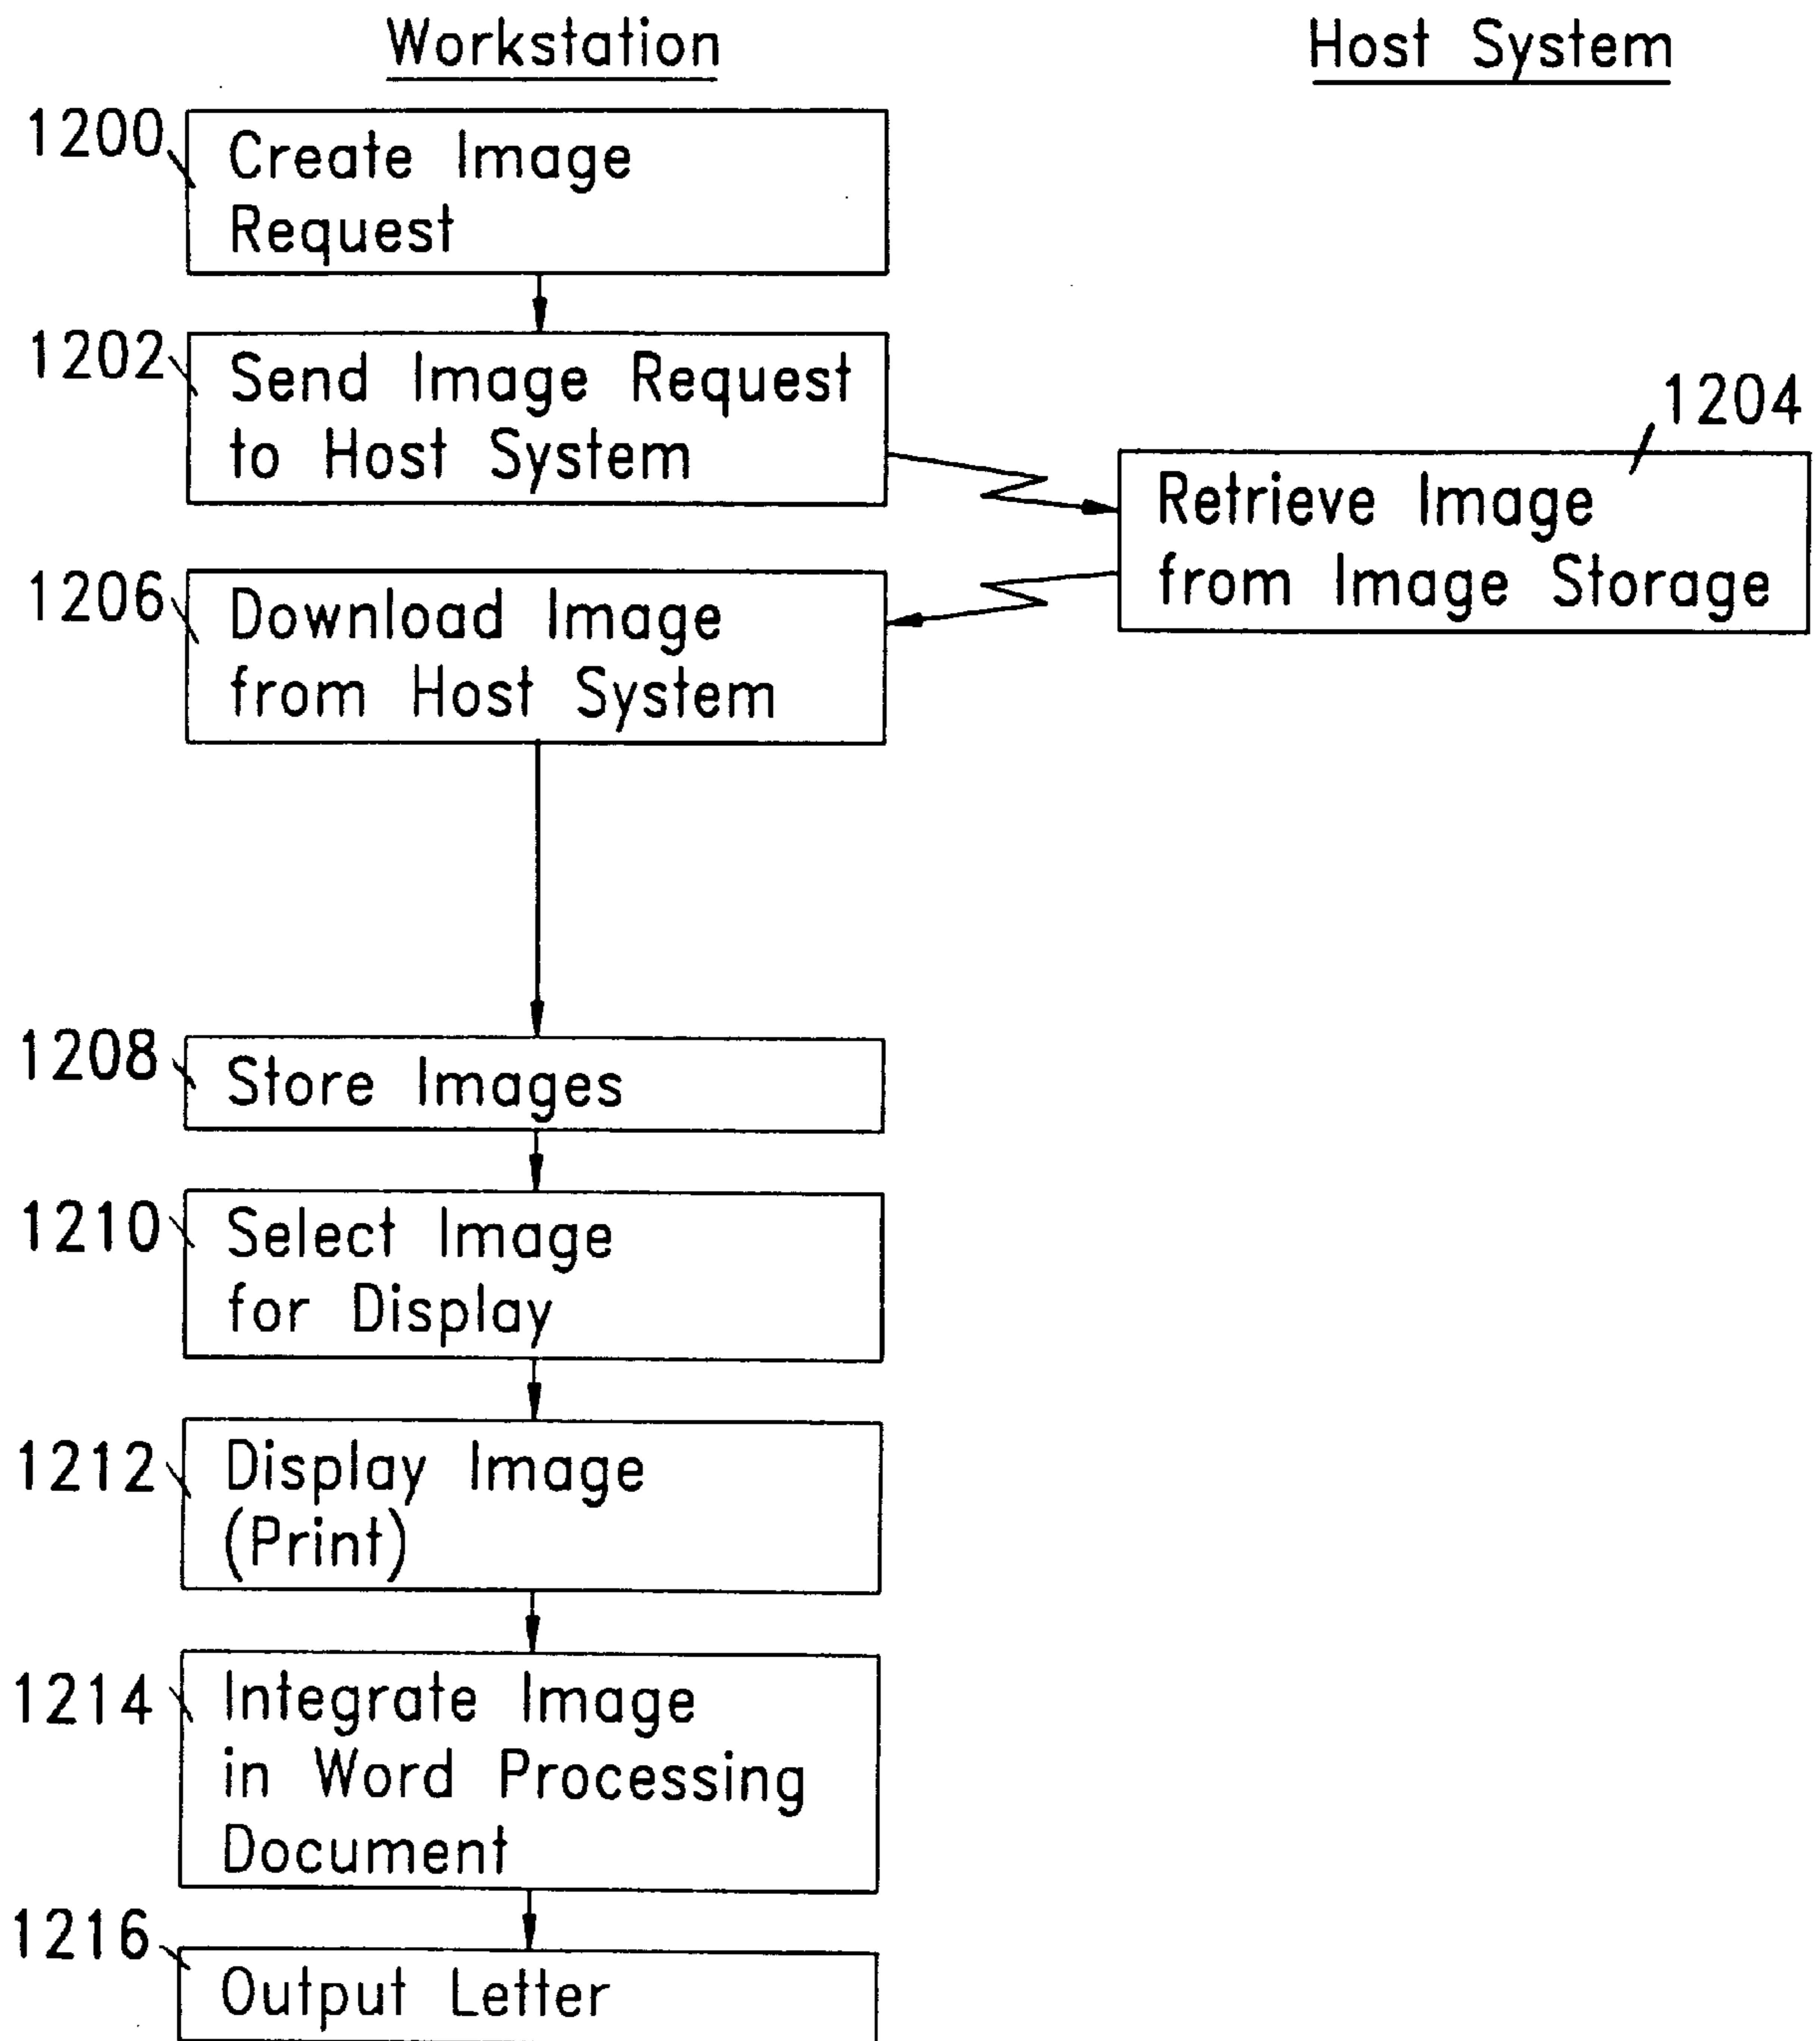 Workstation
Host System
1200
Create Image
Request
1202
Send Image Request
to Host System
1204
Retrieve Image
from Image Storage
1206
Download Image
from Host System
1208
Store Images
1210
Select Image
for Display
1212
Display Image
(Print)
1214
Integrate Image
in Word Processing
Document
1216
Output Letter